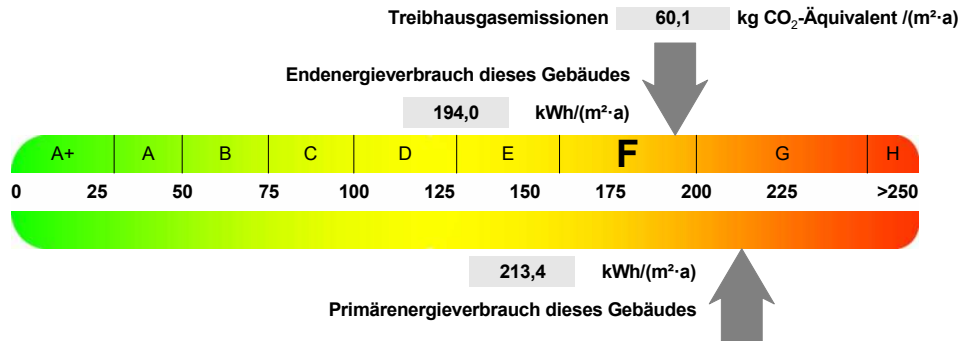 Treibhausgasemissionen 60,1 kg CO₂-Äquivalent /(m²·a)
Endenergieverbrauch dieses Gebäudes
194,0 kWh/(m²·a)
A+ A B C D E F G H
0 25 50 75 100 125 150 175 200 225 >250
213,4 kWh/(m²·a)
Primärenergieverbrauch dieses Gebäudes